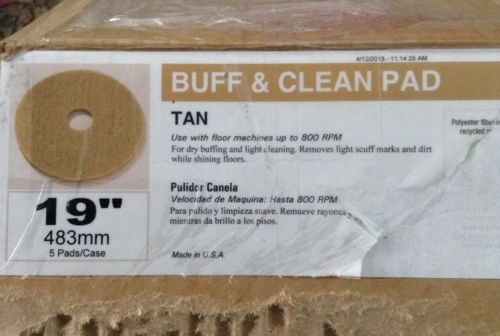 4/12/2013 - 11:14:26 AM
BUFF & CLEAN PAD
TAN
Use with floor machines up to 800 RPM
For dry buffing and light cleaning. Removes light scuff marks and dirt
while shining floors.
Polyester fiber
recycled
Pulidor Canela
Velocidad de Maquina: Hasta 800 RPM
Para pulido y limpieza suave. Remueve rayones
mientras da brillo a los pisos.
Made in U.S.A.
19"
483mm
5 Pads/Case